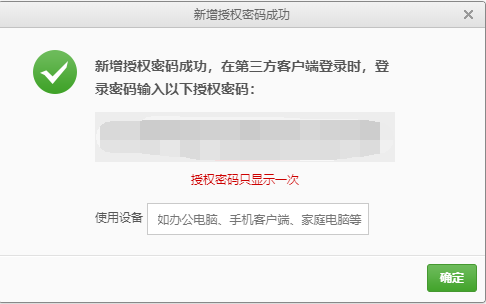 新增授权密码成功
新增授权密码成功，在第三方客户端登录时，登
录密码输入以下授权密码：
授权密码只显示一次
使用设备 如办公电脑、手机客户端、家庭电脑等
确定